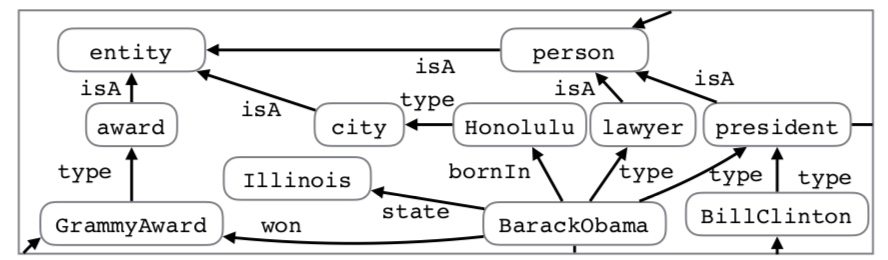 entity
person
isA
isA
isA
isA
isA
type
award
city
Honolulu
lawyer
president
type
Illinois
bornIn
type
type
type
state
GrammyAward
won
BarackObama
BillClinton